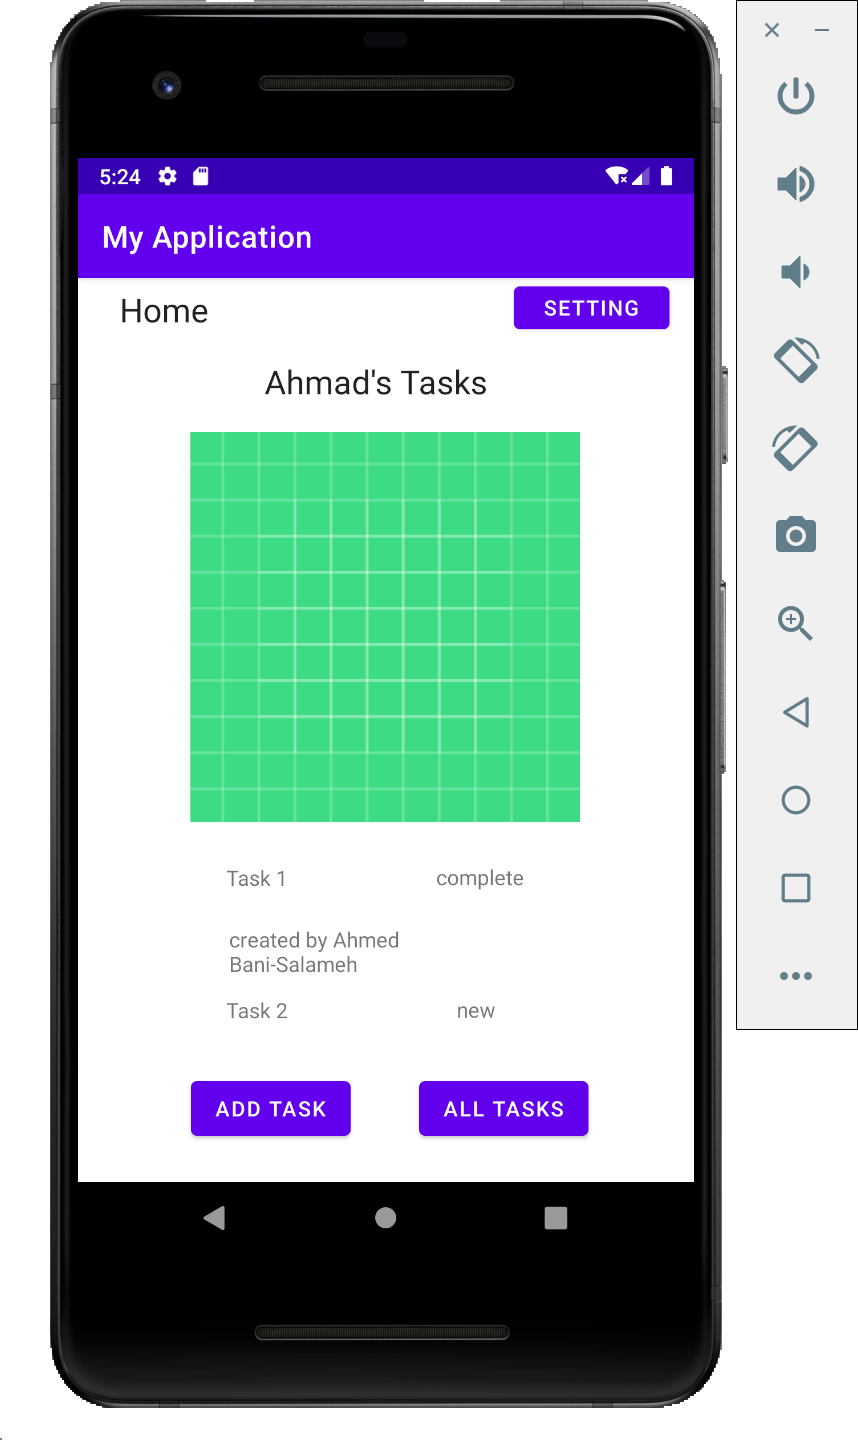 5:24
My Application
Home
SETTING
Ahmad's Tasks
Task 1
complete
created by Ahmed
Bani-Salameh
Task 2
new
ADD TASK
ALL TASKS